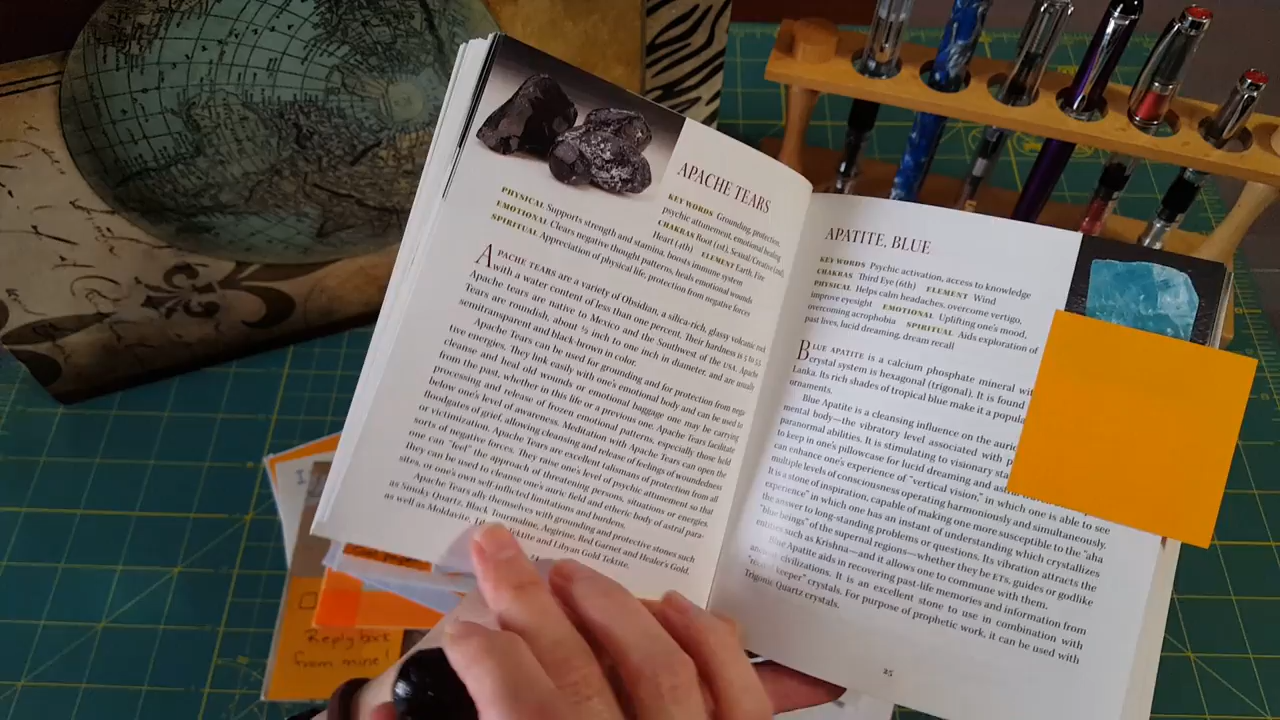 APACHE TEARS
KEY WORDS Grounding, protection,
psychic attunement, emotional healing
CHAKRAS Root (1st), Sexual/Creative (2nd),
Heart (4th) ELEMENT Earth, Fire
PHYSICAL Supports strength and stamina, boosts immune system
EMOTIONAL Clears negative thought patterns, heals emotional wounds
SPIRITUAL Appreciation of physical life, protection from negative forces
APACHE TEARS are a variety of Obsidian, a silica-rich, glassy volcanic rock
with a water content of less than one percent. Their hardness is 5 to 5.5.
Apache tears are native to Mexico and the Southwest of the USA. Apache
Tears are roundish, about ½ inch to one inch in diameter, and are usually
semitransparent and black-brown in color.
Apache Tears can be used for grounding and for protection from nega
tive energies. They link easily with one's emotional body and can be used to
cleanse and heal old wounds or emotional baggage one may be carrying
from the past, whether in this life or a previous one. Apache Tears facilitate
processing and release of frozen emotional patterns, especially those held
below one's level of awareness. Meditation with Apache Tears can open the
floodgates of grief, allowing cleansing and release of feelings of woundedness
or victimization. Apache Tears are excellent talismans of protection from all
sorts of negative forces. They raise one's level of psychic attunement so that
one can "feel" the approach of threatening persons, situations or energies.
They can be used to cleanse one's auric field and etheric body of astral para-
sites, or one's own self-inflicted limitations and burdens.
Apache Tears ally themselves with grounding and protective stones such
as Smoky Quartz, Black Tourmaline, Aegirine, Red Garnet and Healer's Gold,
as well as Moldavite, and Libyan Gold Tektite.
24
APATITE, BLUE
KEY WORDS Psychic activation, access to knowledge
CHAKRAS Third Eye (6th) ELEMENT Wind
PHYSICAL Helps calm headaches, overcome vertigo,
improve eyesight EMOTIONAL Uplifting one's mood,
overcoming acrophobia SPIRITUAL Aids exploration of
past lives, lucid dreaming, dream recall
BLUE APATITE is a calcium phosphate mineral
crystal system is hexagonal (trigonal). It is found
Lanka. Its rich shades of tropical blue make it a
ornaments.
Blue Apatite is a cleansing influence on the
mental body—the vibratory level associated with
paranormal abilities. It is stimulating to visionary
to keep in one's pillowcase for lucid dreaming and
can enhance one's experience of "vertical vision," in which one is able to see
multiple levels of consciousness operating harmoniously and simultaneously.
It is a stone of inspiration, capable of making one more susceptible to the "aha
experience" in which one has an instant of understanding which crystallizes
the answer to long-standing problems or questions. Its vibration attracts the
"blue beings" of the supernal regions—whether they be ETs, guides or godlike
entities such as Krishna—and it allows one to commune with them.
Blue Apatite aids in recovering past-life memories and information from
ancient civilizations. It is an excellent stone to use in combination with
"record keeper" crystals. For purpose of prophetic work, it can be used with
Trigonic Quartz crystals.
25
Reply box
from mine!